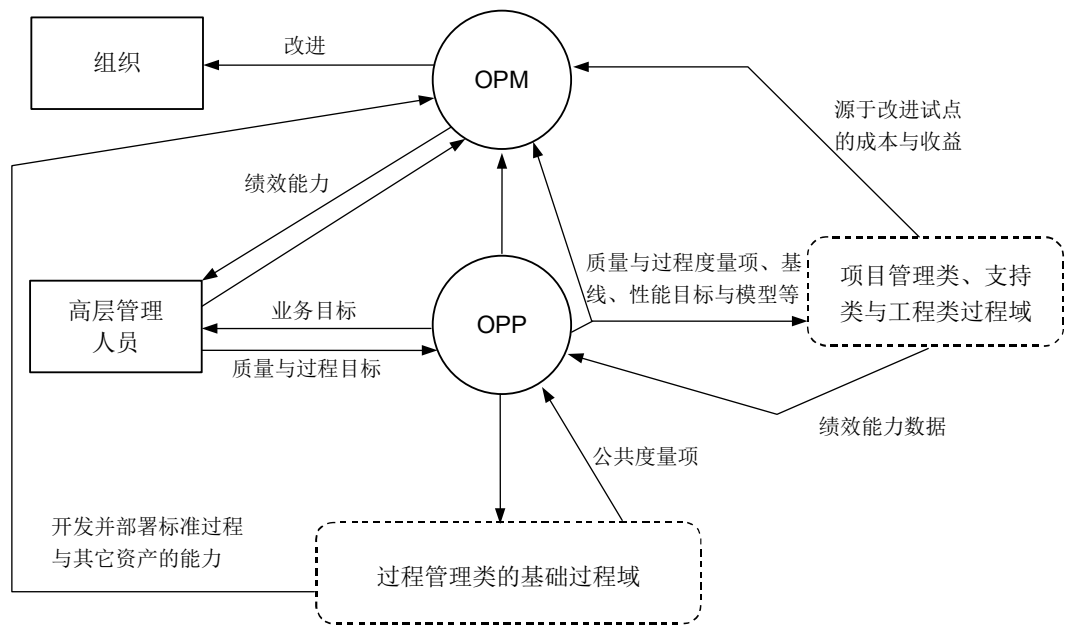 组织
改进
OPM
源于改进试点
的成本与收益
绩效能力
质量与过程度量项、基
线、性能目标与模型等
项目管理类、支持
类与工程类过程域
高层管理
人员
业务目标
OPP
质量与过程目标
绩效能力数据
公共度量项
开发并部署标准过程
与其它资产的能力
过程管理类的基础过程域